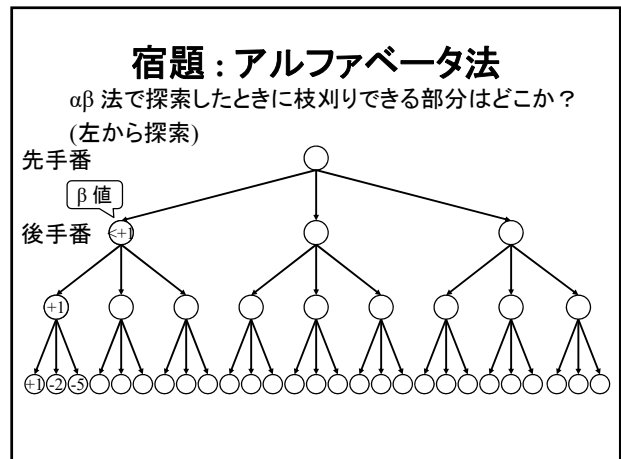 宿題 : アルファベータ法
αβ 法で探索したときに枝刈りできる部分はどこか？
(左から探索)
先手番
β 値
後手番
<+1
+1
+1 -2 -5